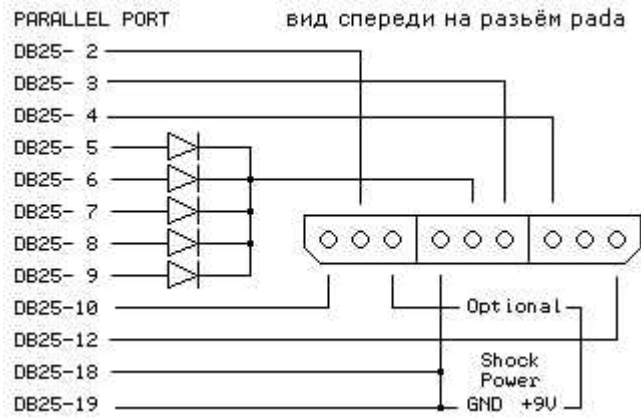 PARALLEL PORT
вид спереди на разьём pada
DB25- 2
DB25- 3
DB25- 4
DB25- 5
DB25- 6
DB25- 7
DB25- 8
DB25- 9
DB25-10
Optional
DB25-12
DB25-18
Shock
Power
DB25-19
GND +9V